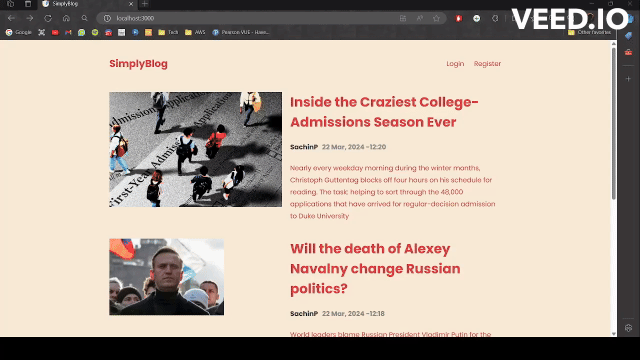 SimplyBlog
VEED.IO
localhost:3000
Google
Tech
AWS
Pearson VUE - Have...
Other favorites
SimplyBlog
Login
Register
Admission Application
First-Year Admis
Inside the Craziest College-
Admissions Season Ever
SachinP 22 Mar, 2024 -12:20
Nearly every weekday morning during the winter months,
Christoph Guttentag blocks off four hours on his schedule for
reading. The task: helping to sort through the 48,000
applications that have arrived for regular-decision admission
to Duke University
Will the death of Alexey
Navalny change Russian
politics?
SachinP 22 Mar, 2024 -12:18
World leaders blame Russian President Vladimir Putin for the